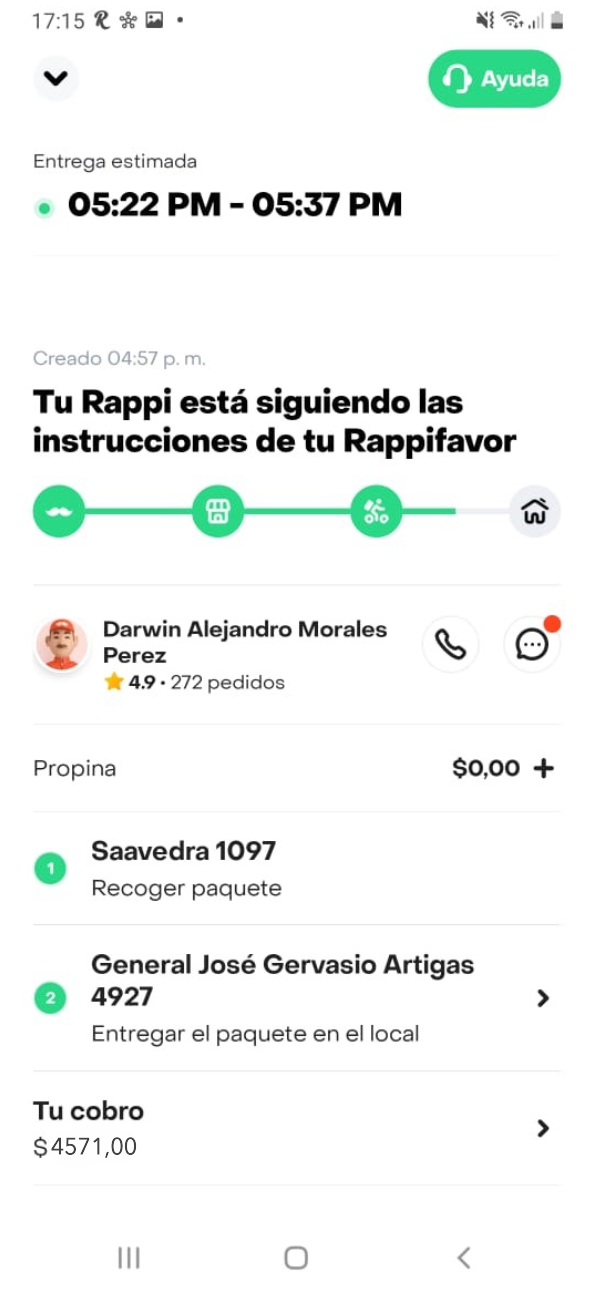 17:15
Ayuda
Entrega estimada
05:22 PM - 05:37 PM
Creado 04:57 p. m.
Tu Rappi está siguiendo las
instrucciones de tu Rappifavor
Darwin Alejandro Morales
Perez
4.9 • 272 pedidos
Propina
$0,00 +
Saavedra 1097
1
Recoger paquete
General José Gervasio Artigas
2
4927
Entregar el paquete en el local
Tu cobro
$4571,00